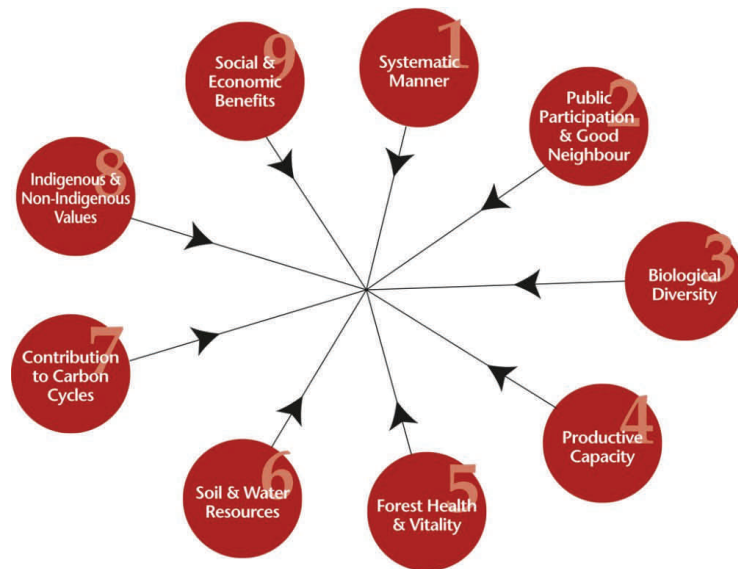 1
Systematic
Manner
2
Public
Participation
& Good
Neighbour
3
Biological
Diversity
4
Productive
Capacity
5
Forest Health
& Vitality
6
Soil & Water
Resources
7
Contribution
to Carbon
Cycles
8
Indigenous &
Non-Indigenous
Values
9
Social &
Economic
Benefits